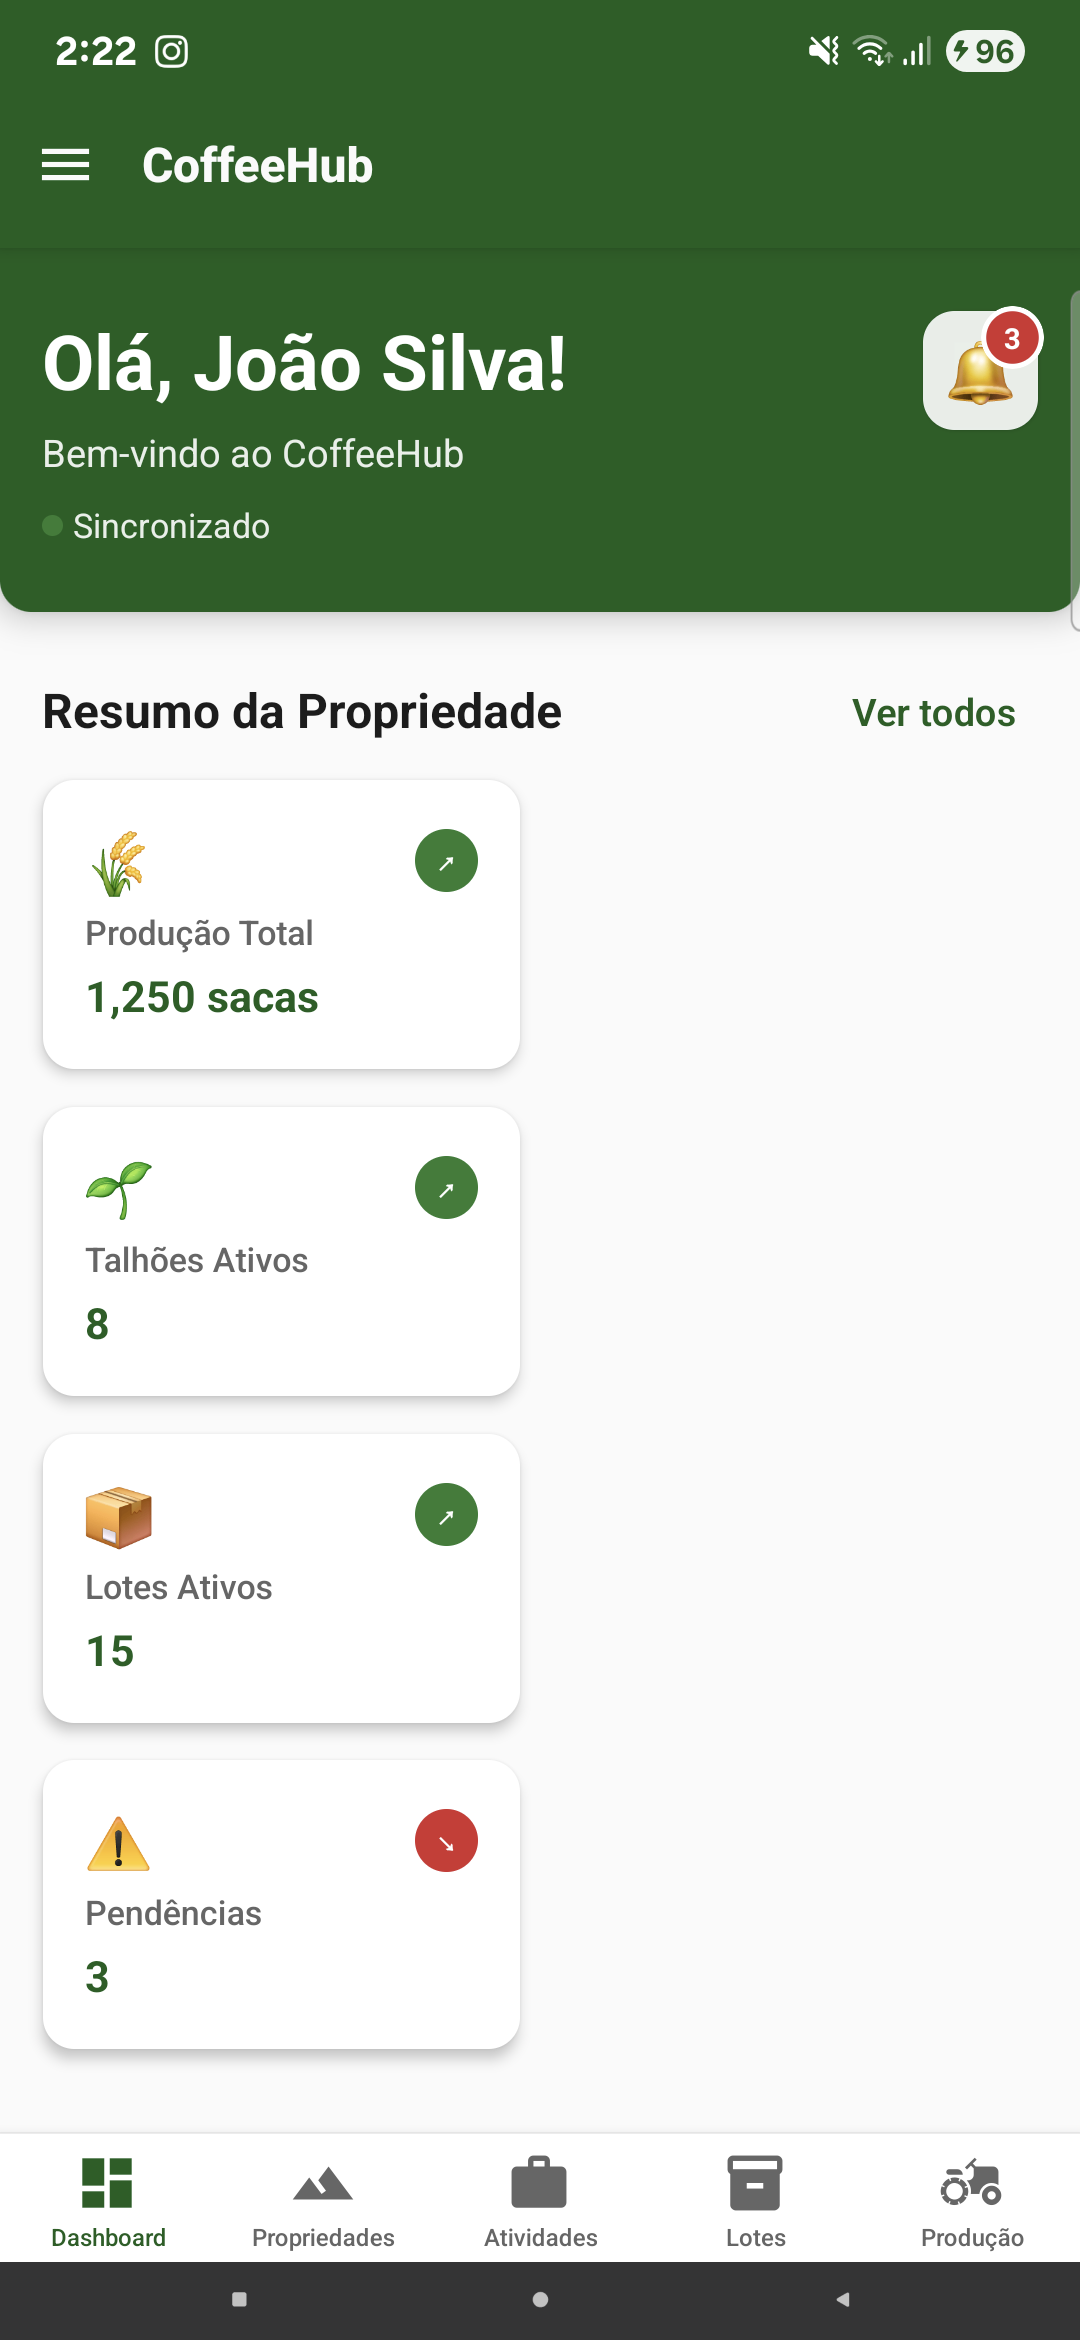 2:22
96
CoffeeHub
Olá, João Silva!
3
Bem-vindo ao CoffeeHub
Sincronizado
Resumo da Propriedade
Ver todos
Produção Total
1,250 sacas
Talhões Ativos
8
Lotes Ativos
15
Pendências
3
Dashboard
Propriedades
Atividades
Lotes
Produção